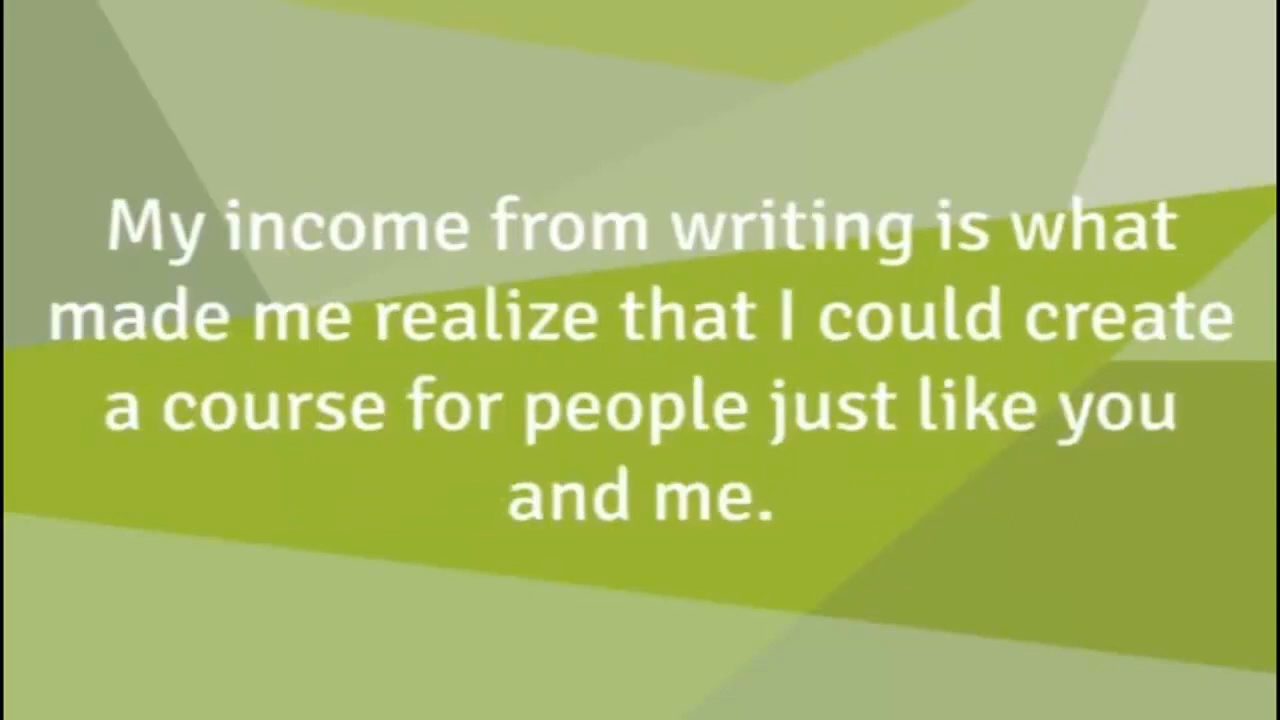 My income from writing is what
made me realize that I could create
a course for people just like you
and me.